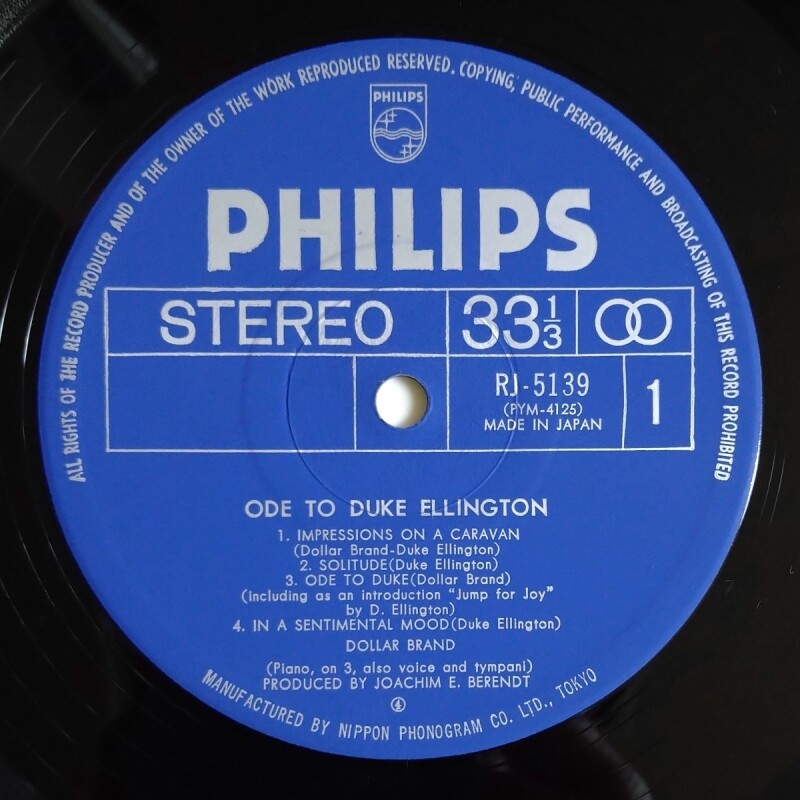 ALL RIGHTS OF THE RECORD PRODUCER AND OF THE OWNER OF THE WORK REPRODUCED RESERVED. COPYING, PUBLIC PERFORMANCE AND BROADCASTING OF THIS RECORD PROHIBITED
PHILIPS
PHILIPS
STEREO
33 1/3
RJ-5139
(PYM-4125)
MADE IN JAPAN
1
ODE TO DUKE ELLINGTON
1. IMPRESSIONS ON A CARAVAN
(Dollar Brand-Duke Ellington)
2. SOLITUDE(Duke Ellington)
3. ODE TO DUKE(Dollar Brand)
(including as an introduction "Jump for Joy"
by D. Ellington)
4. IN A SENTIMENTAL MOOD(Duke Ellington)
DOLLAR BRAND
(Piano, on 3, also voice and tympani)
PRODUCED BY JOACHIM E. BERENDT
MANUFACTURED BY NIPPON PHONOGRAM CO. LTD., TOKYO